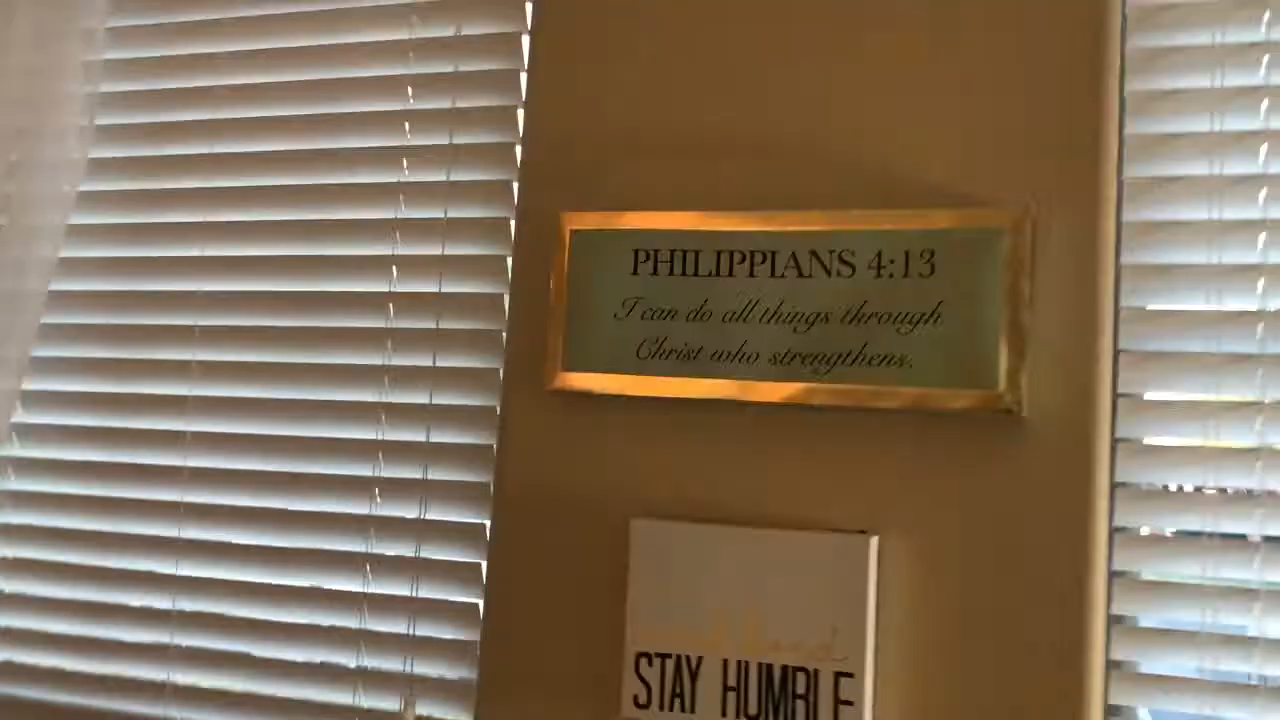 PHILIPPIANS 4:13
I can do all things through
Christ who strengthens.
STAY HUMBLE